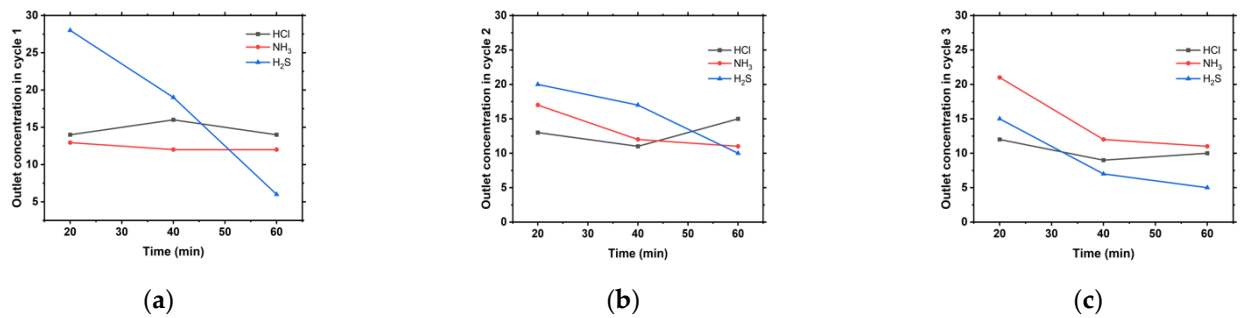 Outlet concentration in cycle 1
30
25
20
15
10
5
20 30 40 50 60
Time (min)
HCl
NH₃
H₂S
(a)
Outlet concentration in cycle 2
30
25
20
15
10
5
0
20 30 40 50 60
Time (min)
HCl
NH₃
H₂S
(b)
Outlet concentration in cycle 3
30
25
20
15
10
5
0
20 30 40 50 60
Time (min)
HCl
NH₃
H₂S
(c)